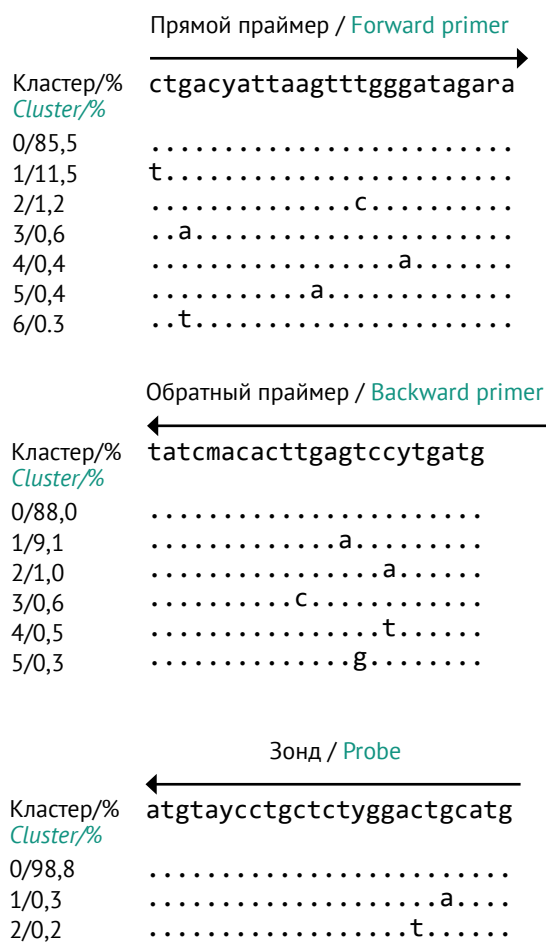 Прямой праймер / Forward primer
Кластер/% ctgacyattaagtttgggatagara
Cluster/%
0/85,5 .........................
1/11,5 t........................
2/1,2 ..............c..........
3/0,6 ..a......................
4/0,4 .................a.......
5/0,4 ...........a.............
6/0.3 ..t......................
Обратный праймер / Backward primer
Кластер/% tatcmacacttgagtccytgatg
Cluster/%
0/88,0 .......................
1/9,1 .............a.........
2/1,0 ................a......
3/0,6 ..........c............
4/0,5 ................t......
5/0,3 ..............g........
Зонд / Probe
Кластер/% atgtaycctgctctyggactgcatg
Cluster/%
0/98,8 .........................
1/0,3 ....................a....
2/0,2 ..................t......